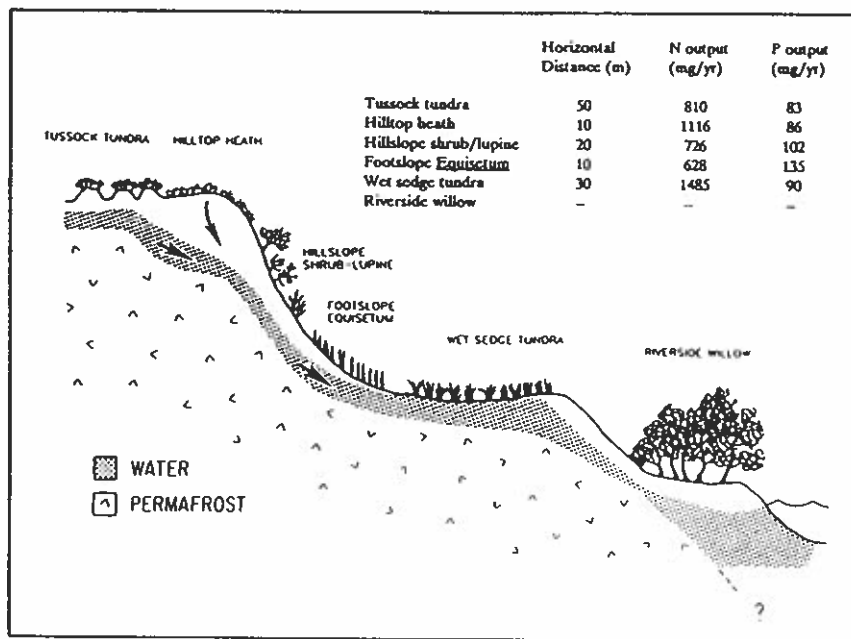 Horizontal Distance (m) N output (mg/yr) P output (mg/yr)
Tussock tundra 50 810 83
Hilltop heath 10 1116 86
Hillslope shrub/lupine 20 726 102
Footslope Equisetum 10 628 135
Wet sedge tundra 30 1485 90
Riverside willow – – –
TUSSOCK TUNDRA HILLTOP HEATH
HILLSLOPE
SHRUB-LUPINE
FOOTSLOPE
EQUISETUM
WET SEDGE TUNDRA
RIVERSIDE WILLOW
WATER
PERMAFROST
?